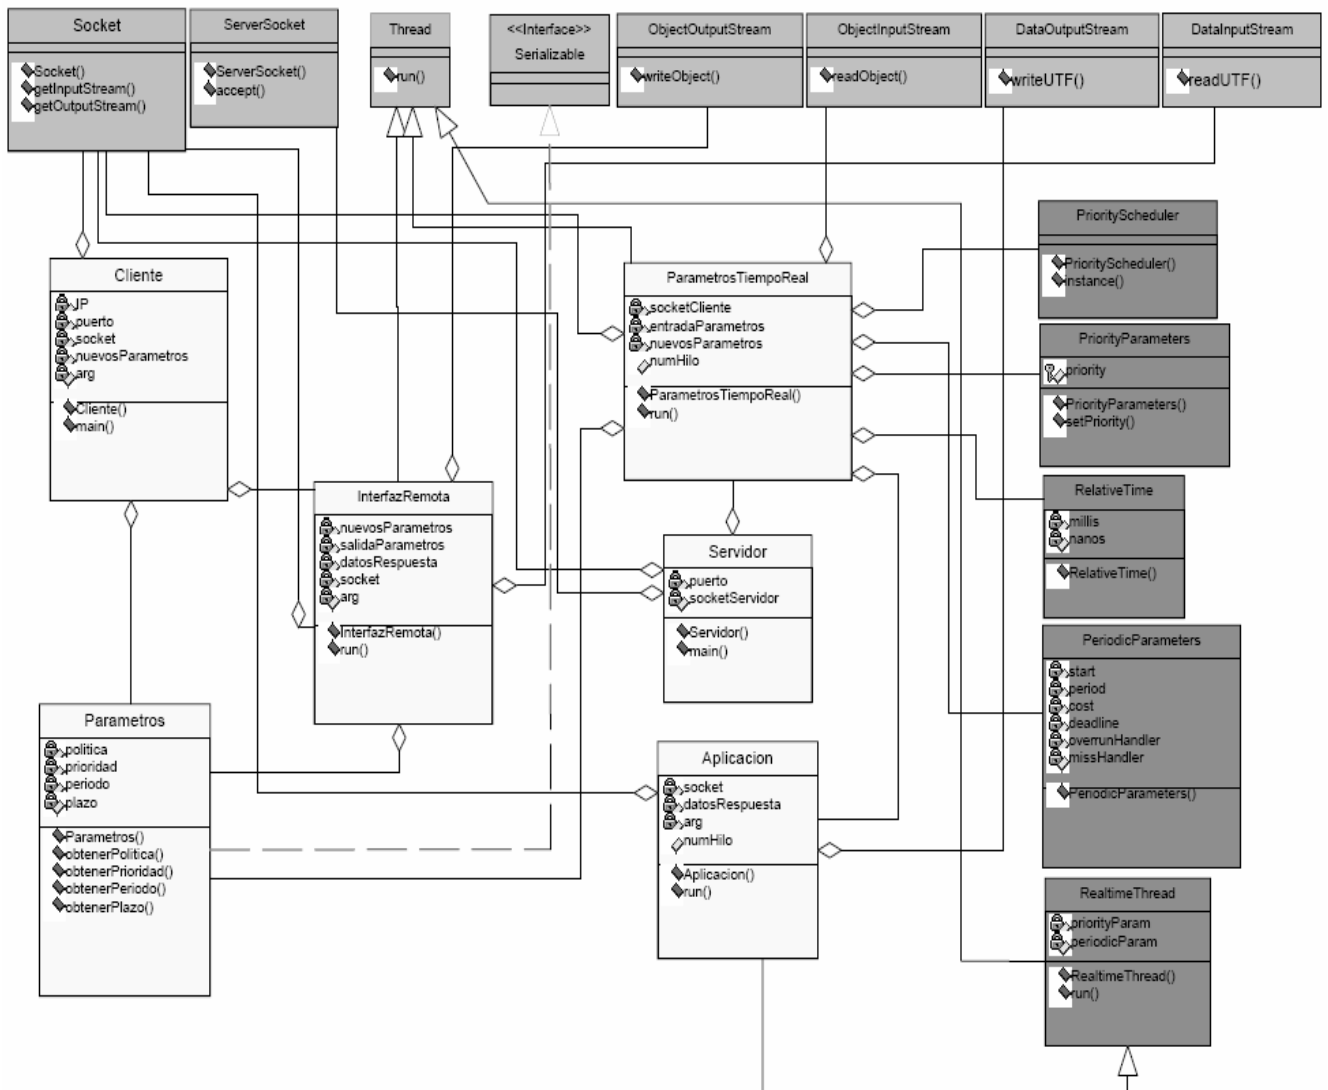 Socket
Socket()
getInputStream()
getOutputStream()
ServerSocket
ServerSocket()
accept()
Thread
run()
<<Interface>>
Serializable
ObjectOutputStream
writeObject()
ObjectInputStream
readObject()
DataOutputStream
writeUTF()
DataInputStream
readUTF()
PriorityScheduler
PriorityScheduler()
instance()
Cliente
IP
puerto
socket
nuevosParametros
arg
Cliente()
main()
ParametrosTiempoReal
socketCliente
entradaParametros
nuevosParametros
numHilo
ParametrosTiempoReal()
run()
PriorityParameters
priority
PriorityParameters()
setPriority()
InterfazRemota
nuevosParametros
salidaParametros
datosRespuesta
socket
arg
InterfazRemota()
run()
RelativeTime
millis
nanos
RelativeTime()
Servidor
puerto
socketServidor
Servidor()
main()
PeriodicParameters
start
period
cost
deadline
overrunHandler
missHandler
PeriodicParameters()
Parametros
politica
prioridad
periodo
plazo
Parametros()
obtenerPolitica()
obtenerPrioridad()
obtenerPeriodo()
obtenerPlazo()
Aplicacion
socket
datosRespuesta
arg
numHilo
Aplicacion()
run()
RealtimeThread
priorityParam
periodicParam
RealtimeThread()
run()